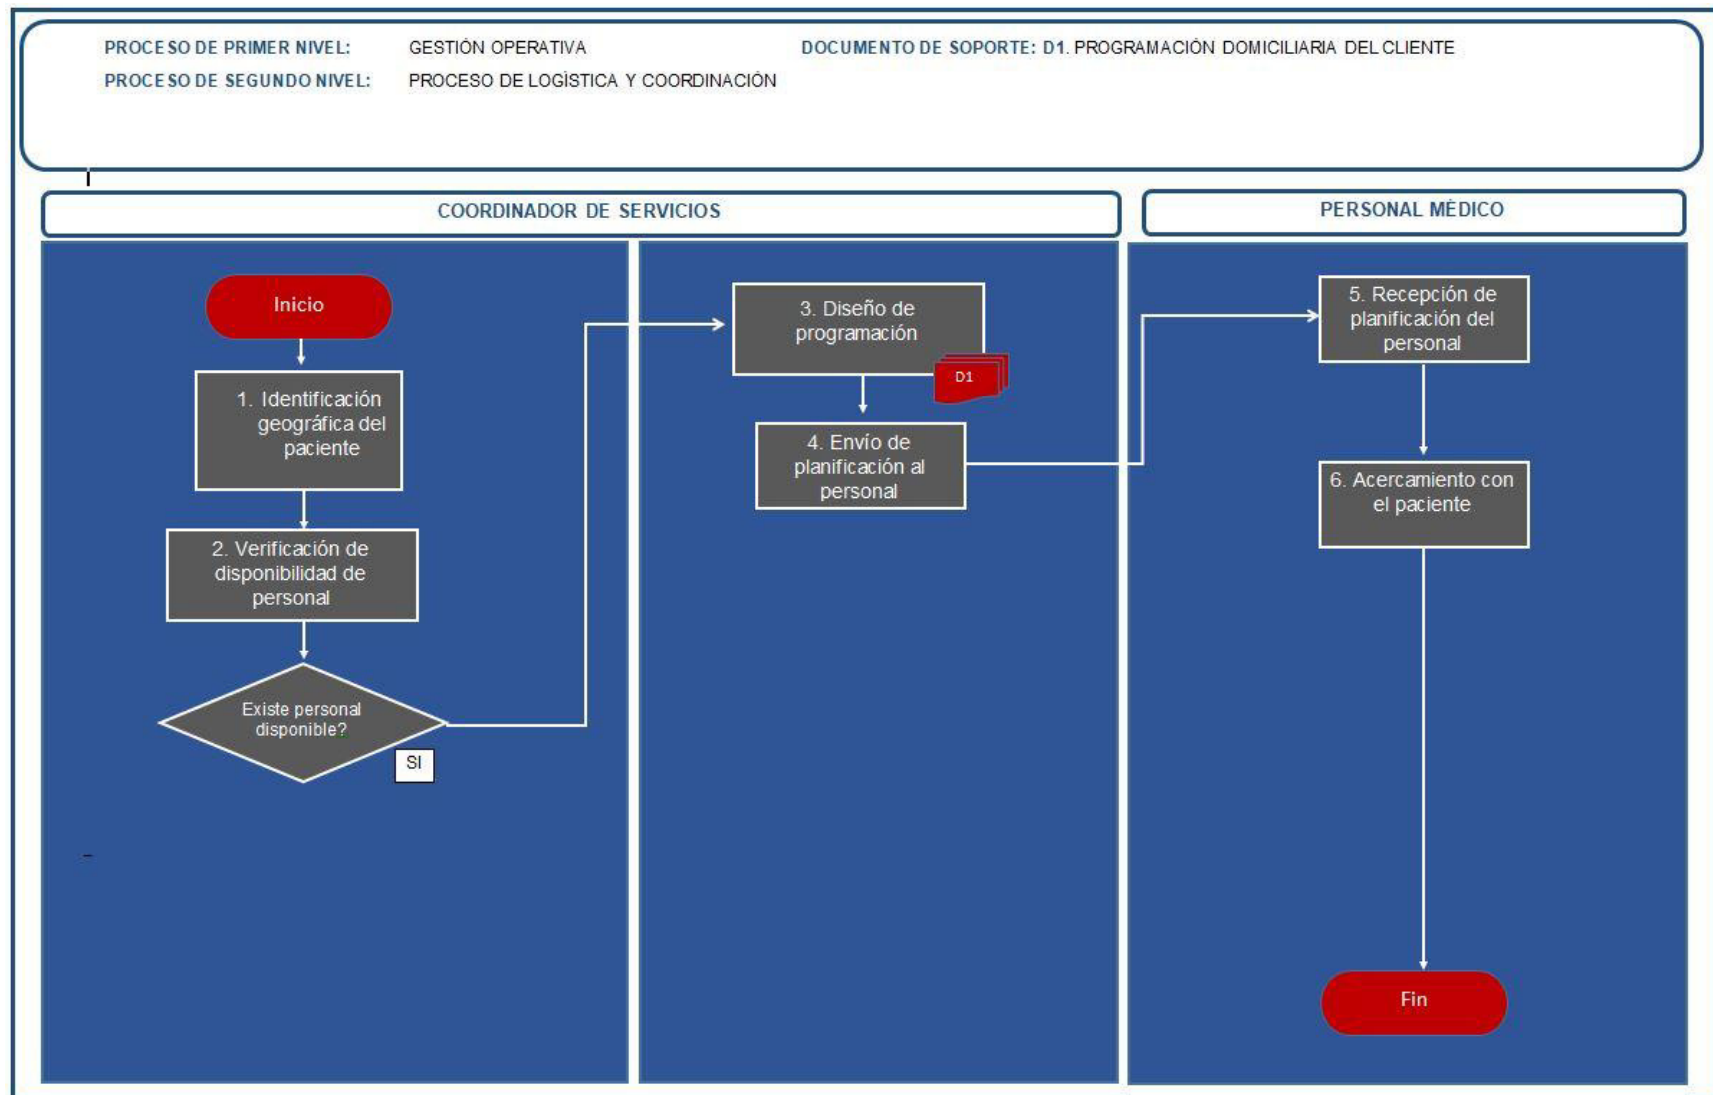 PROCESO DE PRIMER NIVEL: GESTIÓN OPERATIVA DOCUMENTO DE SOPORTE: D1. PROGRAMACIÓN DOMICILIARIA DEL CLIENTE
PROCESO DE SEGUNDO NIVEL: PROCESO DE LOGÍSTICA Y COORDINACIÓN
COORDINADOR DE SERVICIOS
PERSONAL MÉDICO
Inicio
1. Identificación
geográfica del
paciente
2. Verificación de
disponibilidad de
personal
Existe personal
disponible?
SI
3. Diseño de
programación
D1
4. Envío de
planificación al
personal
5. Recepción de
planificación del
personal
6. Acercamiento con
el paciente
Fin